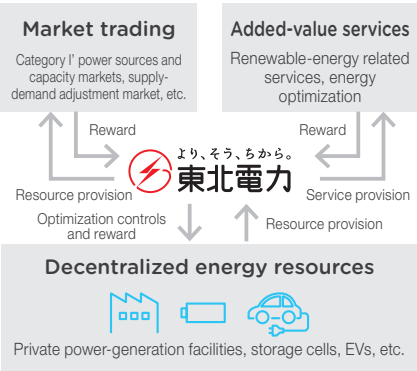 Market trading
Category I' power sources and
capacity markets, supply-
demand adjustment market, etc.
Added-value services
Renewable-energy related
services, energy
optimization
Reward
Reward
より、そう、ちから。
東北電力
Resource provision
Service provision
Optimization controls
and reward
Resource provision
Decentralized energy resources
Private power-generation facilities, storage cells, EVs, etc.